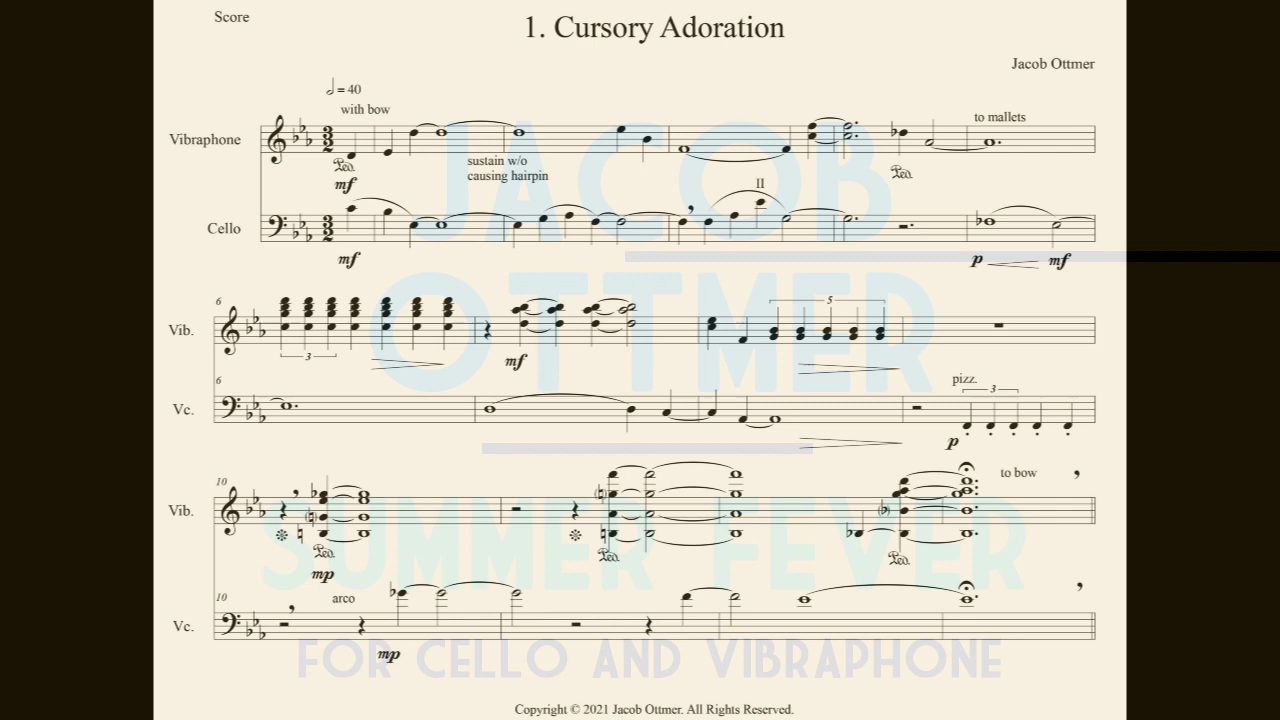 Score
1. Cursory Adoration
Jacob Ottmer
= 40
with bow
to mallets
Vibraphone
sustain w/o
causing hairpin
mf
II
Cello
mf
p
mf
6
Vib.
3
mf
5
6
pizz.
3
Vc.
p
10
to bow
Vib.
mp
10
arco
Vc.
mp
JACOB
OTTMER
SUMMER FEVER
FOR CELLO AND VIBRAPHONE
Copyright © 2021 Jacob Ottmer. All Rights Reserved.